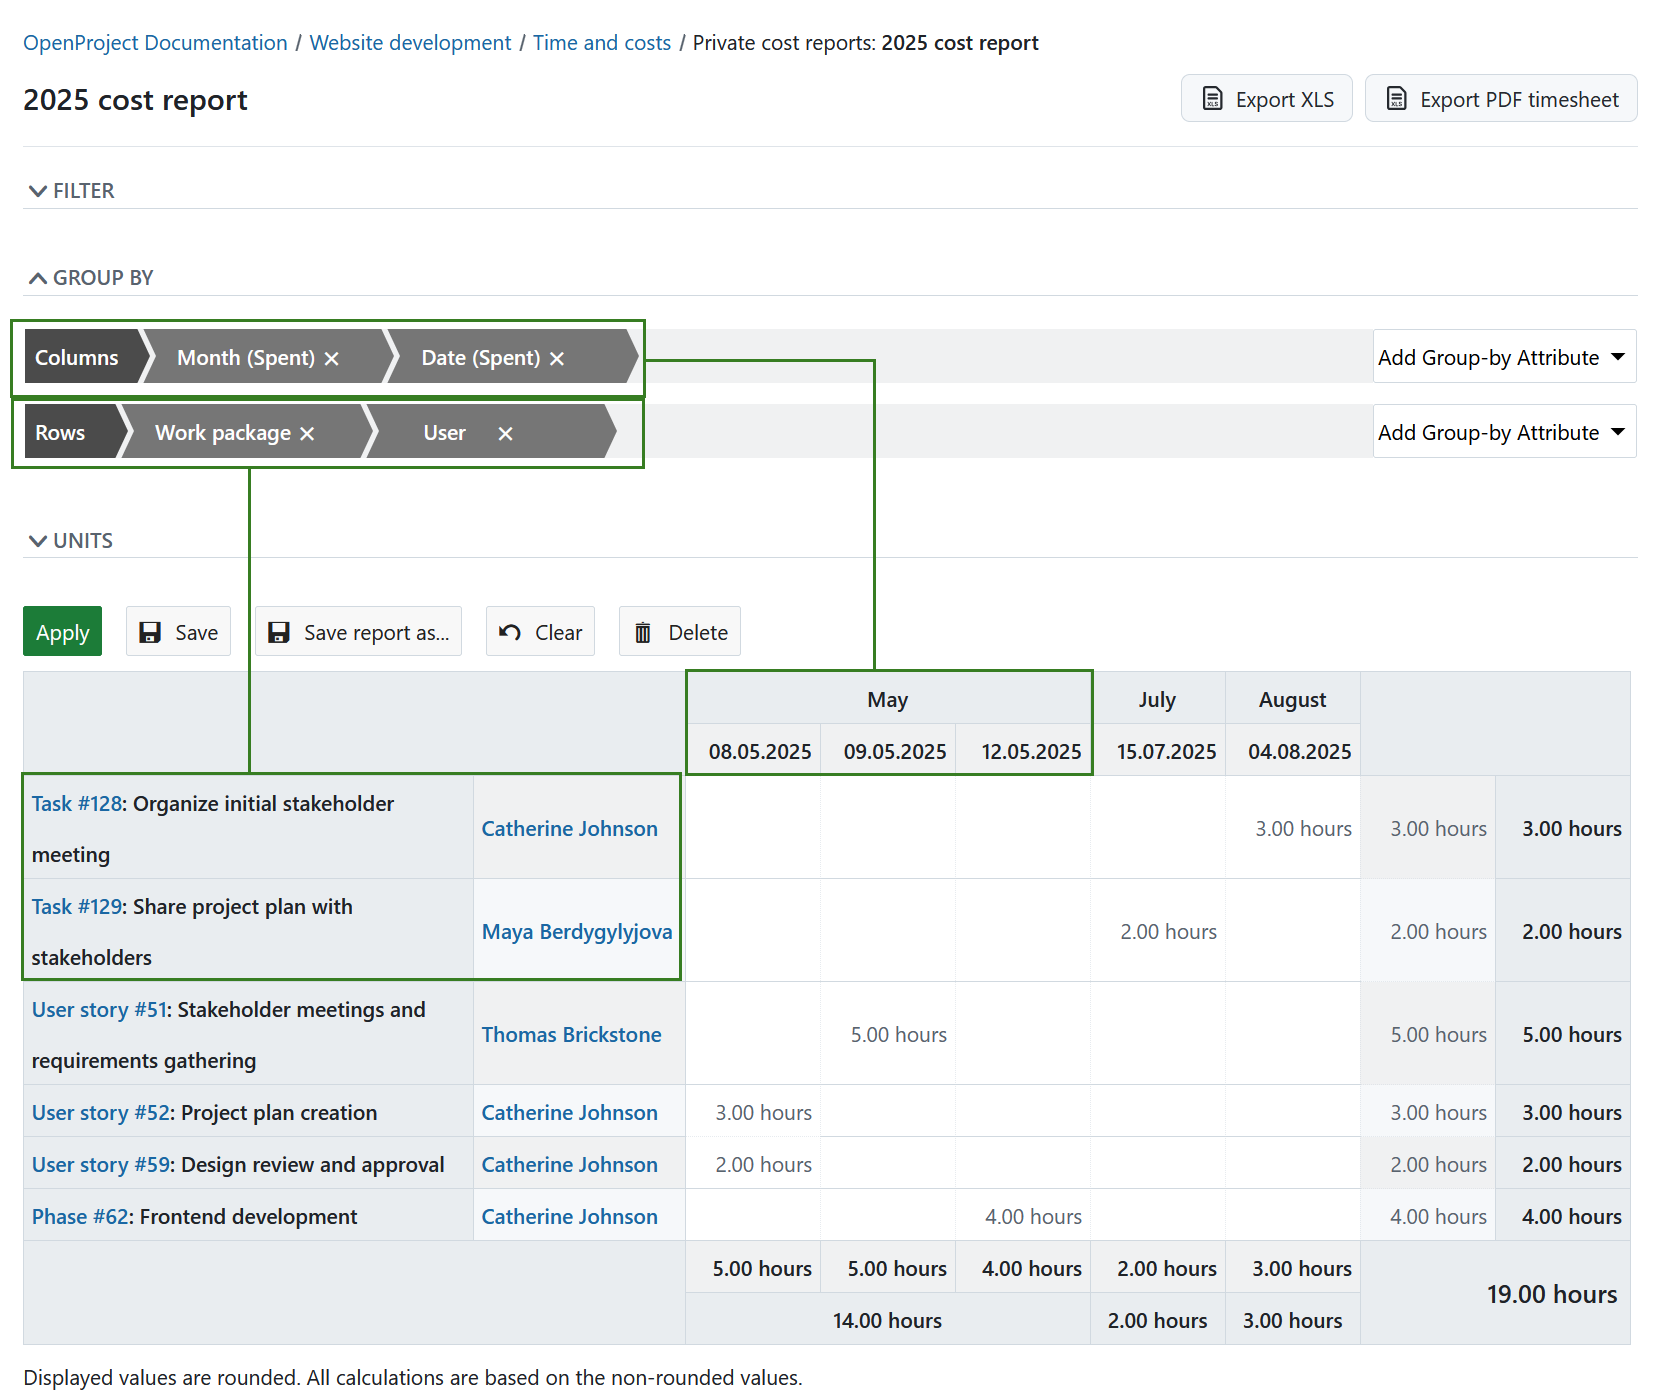 OpenProject Documentation / Website development / Time and costs / Private cost reports: 2025 cost report
2025 cost report
Export XLS
Export PDF timesheet
FILTER
GROUP BY
Columns Month (Spent) Date (Spent) Add Group-by Attribute
Rows Work package User Add Group-by Attribute
UNITS
Apply Save Save report as... Clear Delete
May July August
08.05.2025 09.05.2025 12.05.2025 15.07.2025 04.08.2025
Task #128: Organize initial stakeholder
meeting
Catherine Johnson 3.00 hours 3.00 hours 3.00 hours
Task #129: Share project plan with
stakeholders
Maya Berdygylyjova 2.00 hours 2.00 hours 2.00 hours
User story #51: Stakeholder meetings and
requirements gathering
Thomas Brickstone 5.00 hours 5.00 hours 5.00 hours
User story #52: Project plan creation Catherine Johnson 3.00 hours 3.00 hours 3.00 hours
User story #59: Design review and approval Catherine Johnson 2.00 hours 2.00 hours 2.00 hours
Phase #62: Frontend development Catherine Johnson 4.00 hours 4.00 hours 4.00 hours
5.00 hours 5.00 hours 4.00 hours 2.00 hours 3.00 hours
19.00 hours
14.00 hours 2.00 hours 3.00 hours
Displayed values are rounded. All calculations are based on the non-rounded values.